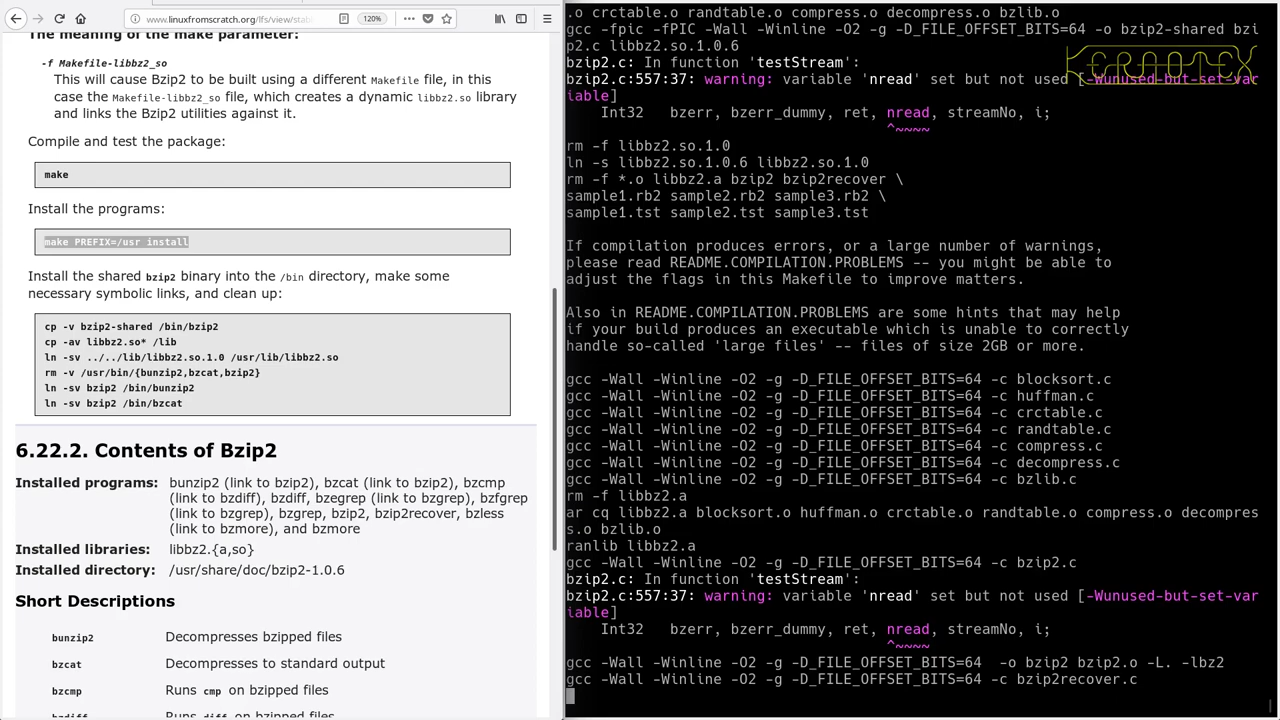 www.linuxfromscratch.org/lfs/view/stabl
120%
The meaning of the make parameter:
-f Makefile-libbz2_so
This will cause Bzip2 to be built using a different Makefile file, in this
case the Makefile-libbz2_so file, which creates a dynamic libbz2.so library
and links the Bzip2 utilities against it.
Compile and test the package:
make
Install the programs:
make PREFIX=/usr install
Install the shared bzip2 binary into the /bin directory, make some
necessary symbolic links, and clean up:
cp -v bzip2-shared /bin/bzip2
cp -av libbz2.so* /lib
ln -sv ../../lib/libbz2.so.1.0 /usr/lib/libbz2.so
rm -v /usr/bin/{bunzip2,bzcat,bzip2}
ln -sv bzip2 /bin/bunzip2
ln -sv bzip2 /bin/bzcat
6.22.2. Contents of Bzip2
Installed programs: bunzip2 (link to bzip2), bzcat (link to bzip2), bzcmp
(link to bzdiff), bzdiff, bzegrep (link to bzgrep), bzfgrep
(link to bzgrep), bzgrep, bzip2, bzip2recover, bzless
(link to bzmore), and bzmore
Installed libraries: libbz2.{a,so}
Installed directory: /usr/share/doc/bzip2-1.0.6
Short Descriptions
bunzip2 Decompresses bzipped files
bzcat Decompresses to standard output
bzcmp Runs cmp on bzipped files
bzdiff Runs diff on bzipped files
.o crctable.o randtable.o compress.o decompress.o bzlib.o
gcc -fpic -fPIC -Wall -Winline -O2 -g -D_FILE_OFFSET_BITS=64 -o bzip2-shared bzi
p2.c libbz2.so.1.0.6
bzip2.c: In function 'testStream':
bzip2.c:557:37: warning: variable 'nread' set but not used [-Wunused-but-set-var
iable]
Int32   bzerr, bzerr_dummy, ret, nread, streamNo, i;
^~~~~
rm -f libbz2.so.1.0
ln -s libbz2.so.1.0.6 libbz2.so.1.0
rm -f *.o libbz2.a bzip2 bzip2recover \
sample1.rb2 sample2.rb2 sample3.rb2 \
sample1.tst sample2.tst sample3.tst
If compilation produces errors, or a large number of warnings,
please read README.COMPILATION.PROBLEMS -- you might be able to
adjust the flags in this Makefile to improve matters.
Also in README.COMPILATION.PROBLEMS are some hints that may help
if your build produces an executable which is unable to correctly
handle so-called 'large files' -- files of size 2GB or more.
gcc -Wall -Winline -O2 -g -D_FILE_OFFSET_BITS=64 -c blocksort.c
gcc -Wall -Winline -O2 -g -D_FILE_OFFSET_BITS=64 -c huffman.c
gcc -Wall -Winline -O2 -g -D_FILE_OFFSET_BITS=64 -c crctable.c
gcc -Wall -Winline -O2 -g -D_FILE_OFFSET_BITS=64 -c randtable.c
gcc -Wall -Winline -O2 -g -D_FILE_OFFSET_BITS=64 -c compress.c
gcc -Wall -Winline -O2 -g -D_FILE_OFFSET_BITS=64 -c decompress.c
gcc -Wall -Winline -O2 -g -D_FILE_OFFSET_BITS=64 -c bzlib.c
rm -f libbz2.a
ar cq libbz2.a blocksort.o huffman.o crctable.o randtable.o compress.o decompres
s.o bzlib.o
ranlib libbz2.a
gcc -Wall -Winline -O2 -g -D_FILE_OFFSET_BITS=64 -c bzip2.c
bzip2.c: In function 'testStream':
bzip2.c:557:37: warning: variable 'nread' set but not used [-Wunused-but-set-var
iable]
Int32   bzerr, bzerr_dummy, ret, nread, streamNo, i;
^~~~~
gcc -Wall -Winline -O2 -g -D_FILE_OFFSET_BITS=64  -o bzip2 bzip2.o -L. -lbz2
gcc -Wall -Winline -O2 -g -D_FILE_OFFSET_BITS=64 -c bzip2recover.c